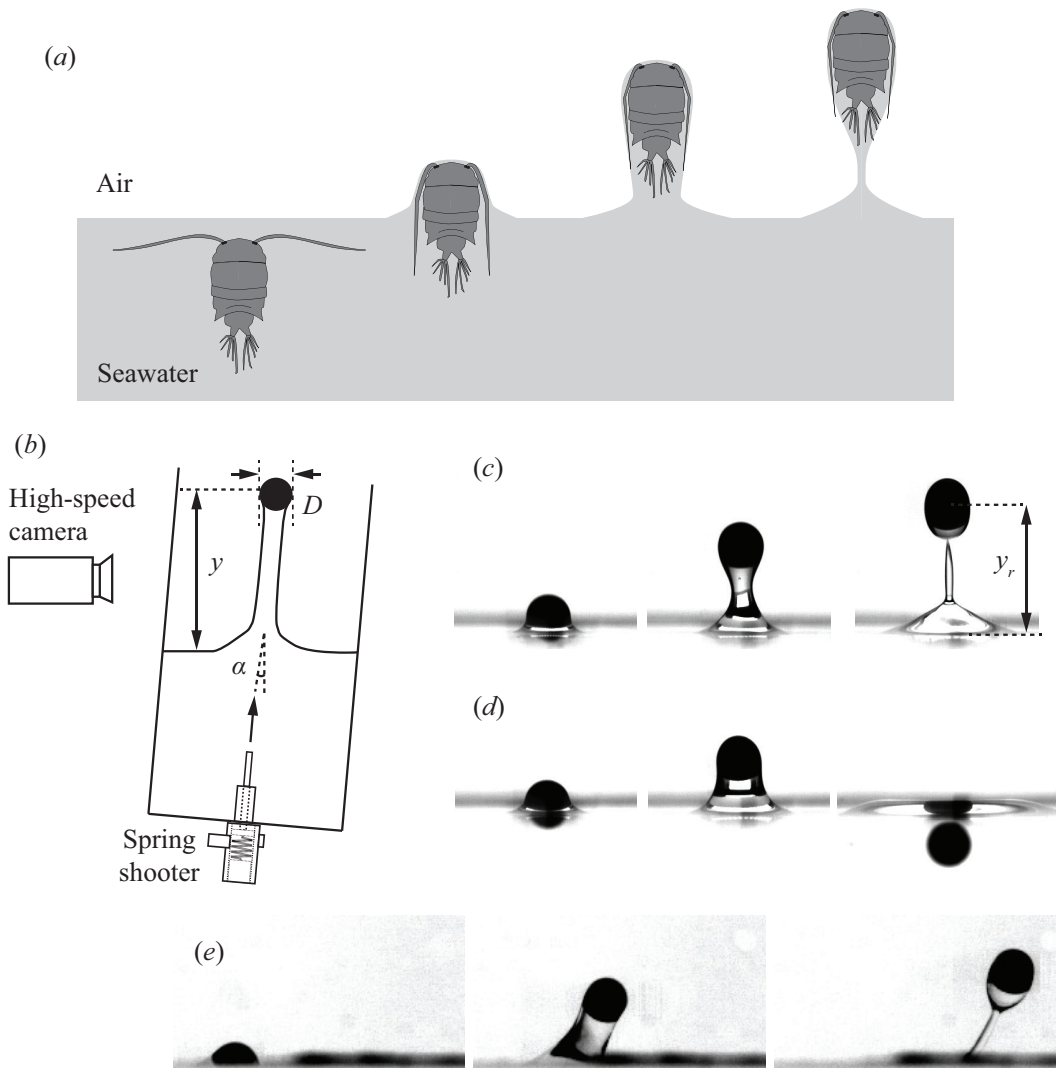 (a)
Air
Seawater
(b)
High-speed
camera
D
y
α
Spring
shooter
(c)
y_r
(d)
(e)